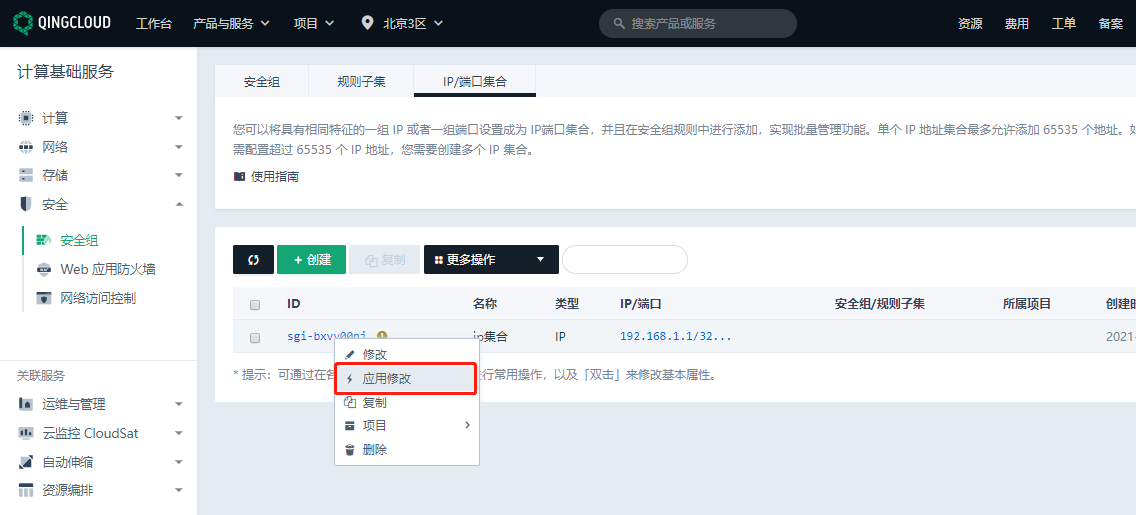 QINGCLOUD 工作台 产品与服务 项目 北京3区 搜索产品或服务 资源 费用 工单 备案
计算基础服务
计算
网络
存储
安全
安全组
Web 应用防火墙
网络访问控制
关联服务
运维与管理
云监控 CloudSat
自动伸缩
资源编排
安全组 规则子集 IP/端口集合
您可以将具有相同特征的一组 IP 或者一组端口设置成为 IP端口集合，并且在安全组规则中进行添加，实现批量管理功能。单个 IP 地址集合最多允许添加 65535 个地址。如
需配置超过 65535 个 IP 地址，您需要创建多个 IP 集合。
使用指南
+ 创建 复制 更多操作
ID 名称 类型 IP/端口 安全组/规则子集 所属项目 创建时
ip集合 IP 192.168.1.1/32... 2021-
修改
* 提示：可通过在各 应用修改 行常用操作，以及「双击」来修改基本属性。
复制
项目
删除